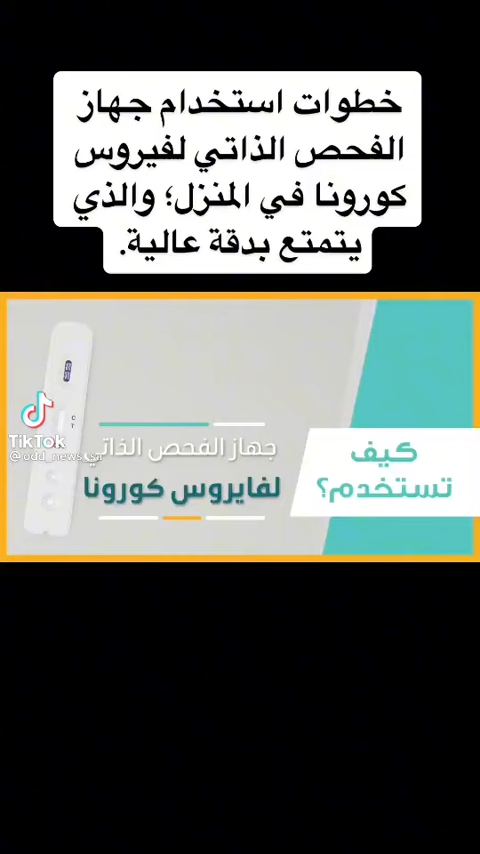 خطوات استخدام جهاز
الفحص الذاتي لفيروس
كورونا في المنزل؛ والذي
يتمتع بدقة عالية.
كيف
تستخدم؟
جهاز الفحص الذاتي
لفايروس كورونا
C
T
TikTok